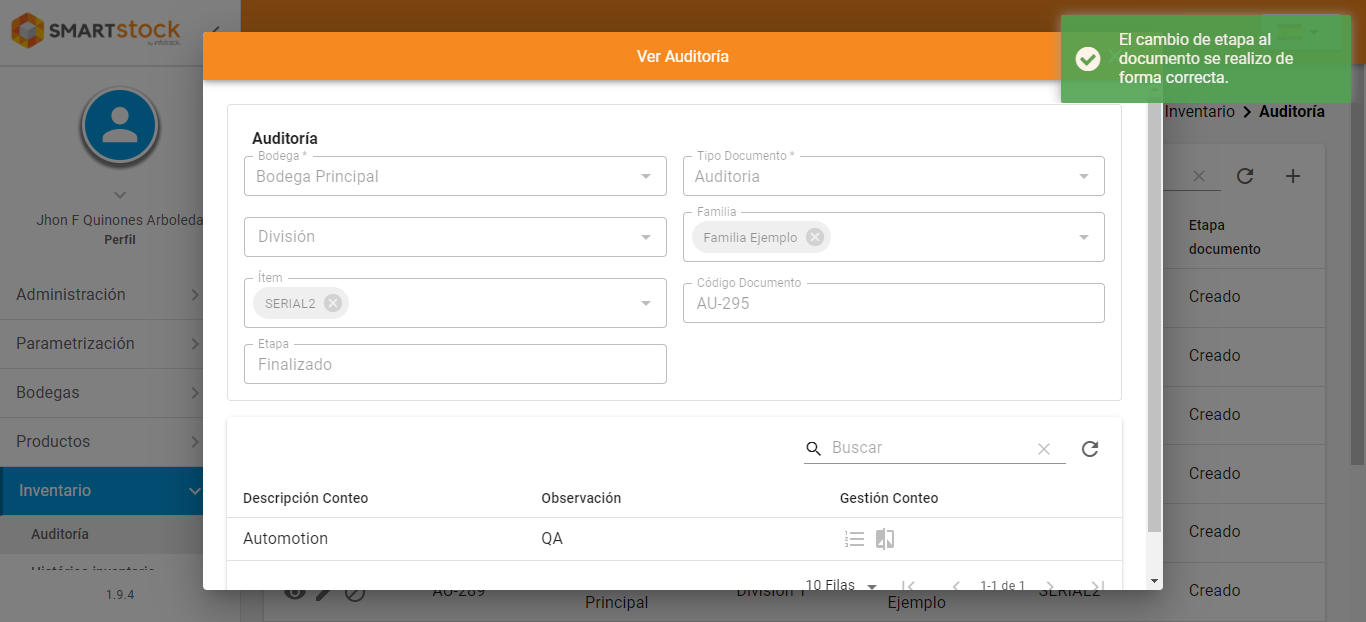 SMARTSTOCK
by infotrack
Ver Auditoría
El cambio de etapa al
documento se realizo de
forma correcta.
Inventario > Auditoría
Jhon F Quinones Arboleda
Perfil
Administración
Parametrización
Bodegas
Productos
Inventario
Auditoría
Histórico inventario
1.9.4
Auditoría
Bodega *
Bodega Principal
Tipo Documento *
Auditoria
División
Familia
Familia Ejemplo
Ítem
SERIAL2
Código Documento
AU-295
Etapa
Finalizado
Buscar
Descripción Conteo Observación Gestión Conteo
Automotion QA
10 Filas 1-1 de 1
Etapa
documento
Creado
Creado
Creado
Creado
Creado
Creado
AU-289 Principal División 1 Ejemplo SERIAL2